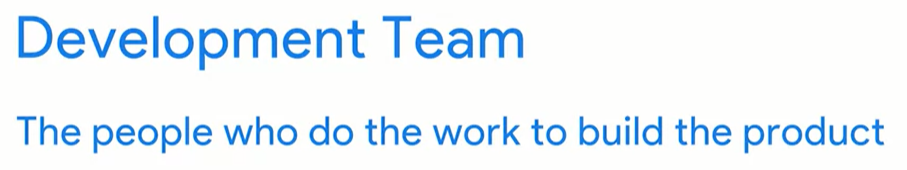 Development Team
The people who do the work to build the product